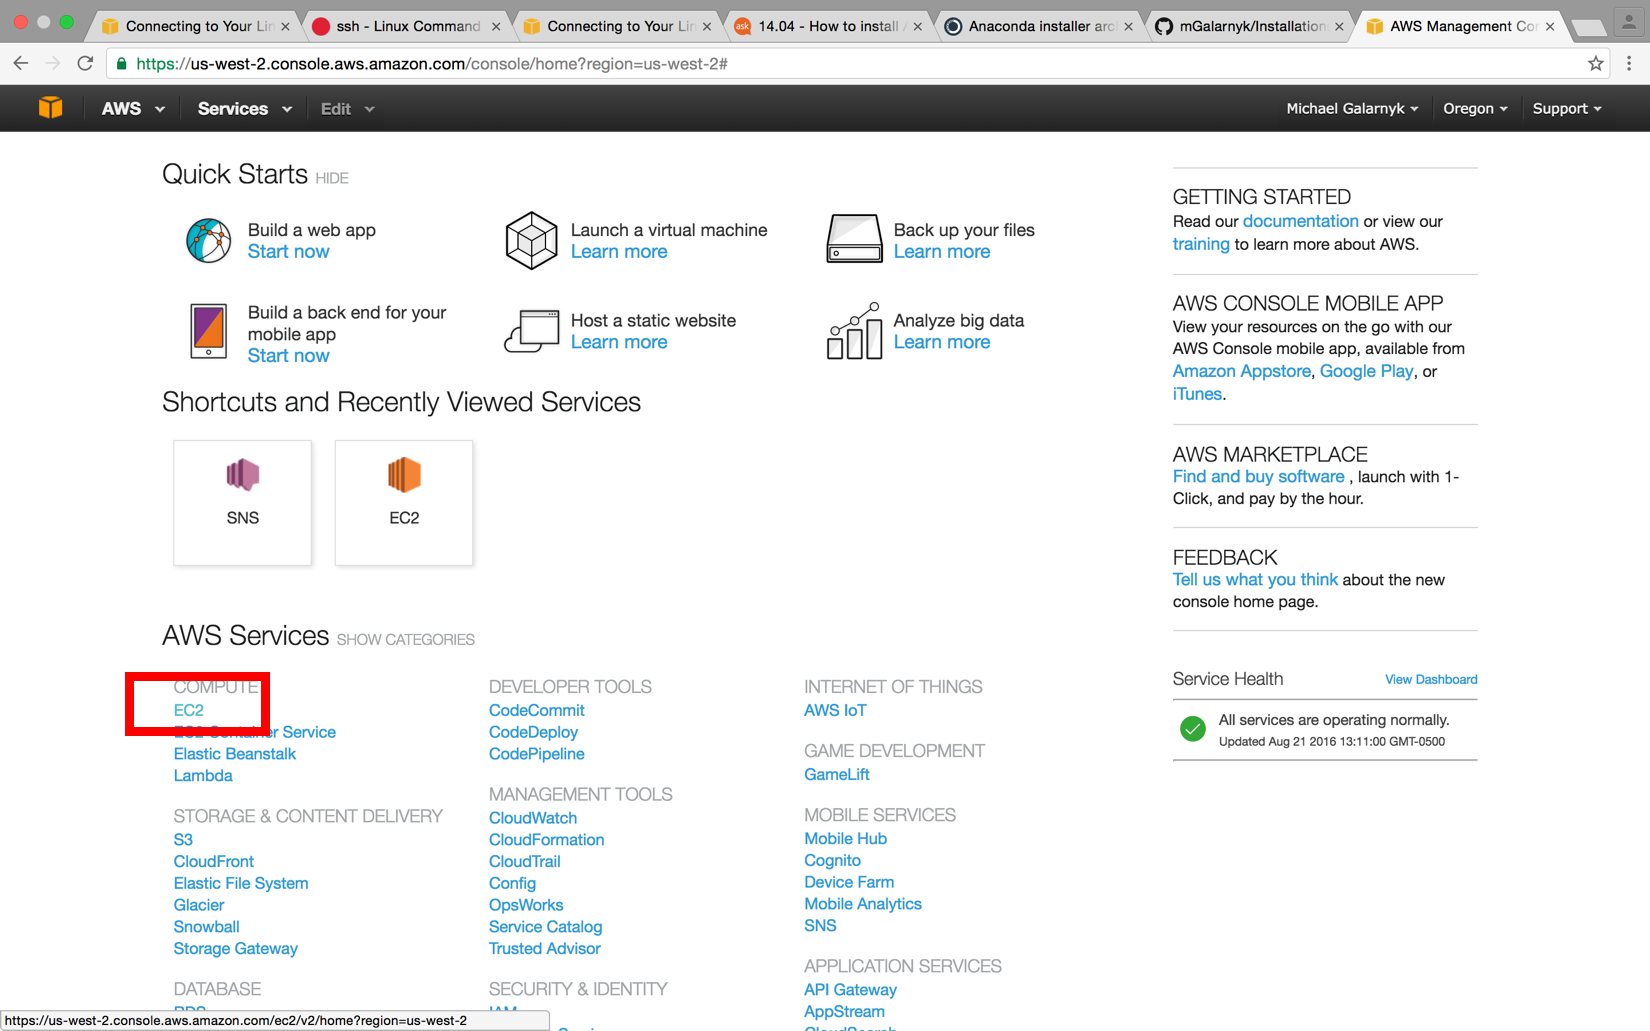 Connecting to Your Lin
ssh - Linux Command
Connecting to Your Lin
ask
14.04 - How to install
Anaconda installer arc
mGalarnyk/Installations
AWS Management Con
https://us-west-2.console.aws.amazon.com/console/home?region=us-west-2#
AWS
Services
Edit
Michael Galarnyk
Oregon
Support
Quick Starts HIDE
Build a web app
Start now
Launch a virtual machine
Learn more
Back up your files
Learn more
Build a back end for your
mobile app
Start now
Host a static website
Learn more
Analyze big data
Learn more
Shortcuts and Recently Viewed Services
SNS
EC2
AWS Services SHOW CATEGORIES
COMPUTE
EC2
EC2 Container Service
Elastic Beanstalk
Lambda
STORAGE & CONTENT DELIVERY
S3
CloudFront
Elastic File System
Glacier
Snowball
Storage Gateway
DATABASE
RDS
DEVELOPER TOOLS
CodeCommit
CodeDeploy
CodePipeline
MANAGEMENT TOOLS
CloudWatch
CloudFormation
CloudTrail
Config
OpsWorks
Service Catalog
Trusted Advisor
SECURITY & IDENTITY
IAM
INTERNET OF THINGS
AWS IoT
GAME DEVELOPMENT
GameLift
MOBILE SERVICES
Mobile Hub
Cognito
Device Farm
Mobile Analytics
SNS
APPLICATION SERVICES
API Gateway
AppStream
CloudSearch
GETTING STARTED
Read our documentation or view our
training to learn more about AWS.
AWS CONSOLE MOBILE APP
View your resources on the go with our
AWS Console mobile app, available from
Amazon Appstore, Google Play, or
iTunes.
AWS MARKETPLACE
Find and buy software , launch with 1-
Click, and pay by the hour.
FEEDBACK
Tell us what you think about the new
console home page.
Service Health
View Dashboard
All services are operating normally.
Updated Aug 21 2016 13:11:00 GMT-0500
https://us-west-2.console.aws.amazon.com/ec2/v2/home?region=us-west-2